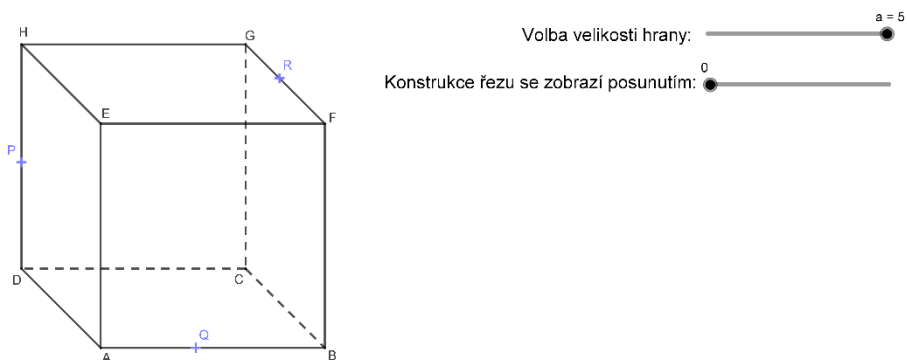 a = 5
Volba velikosti hrany:
0
Konstrukce řezu se zobrazí posunutím:
H
G
R
E
F
P
D
C
Q
A
B